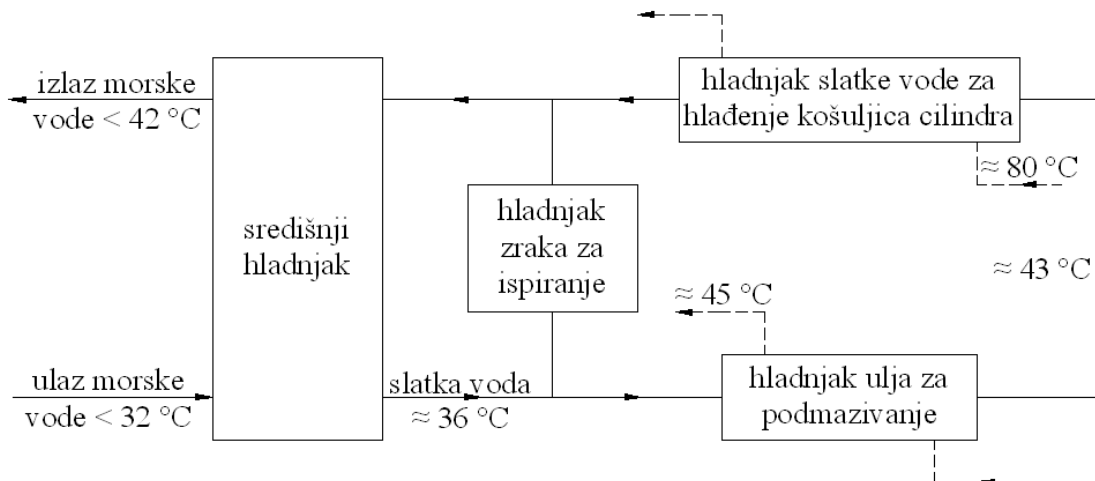 izlaz morske
vode < 42 °C
hladnjak slatke vode za
hlađenje košuljica cilindra
≈ 80 °C
središnji
hladnjak
hladnjak
zraka za
ispiranje
≈ 43 °C
≈ 45 °C
ulaz morske
vode < 32 °C
slatka voda
≈ 36 °C
hladnjak ulja za
podmazivanje